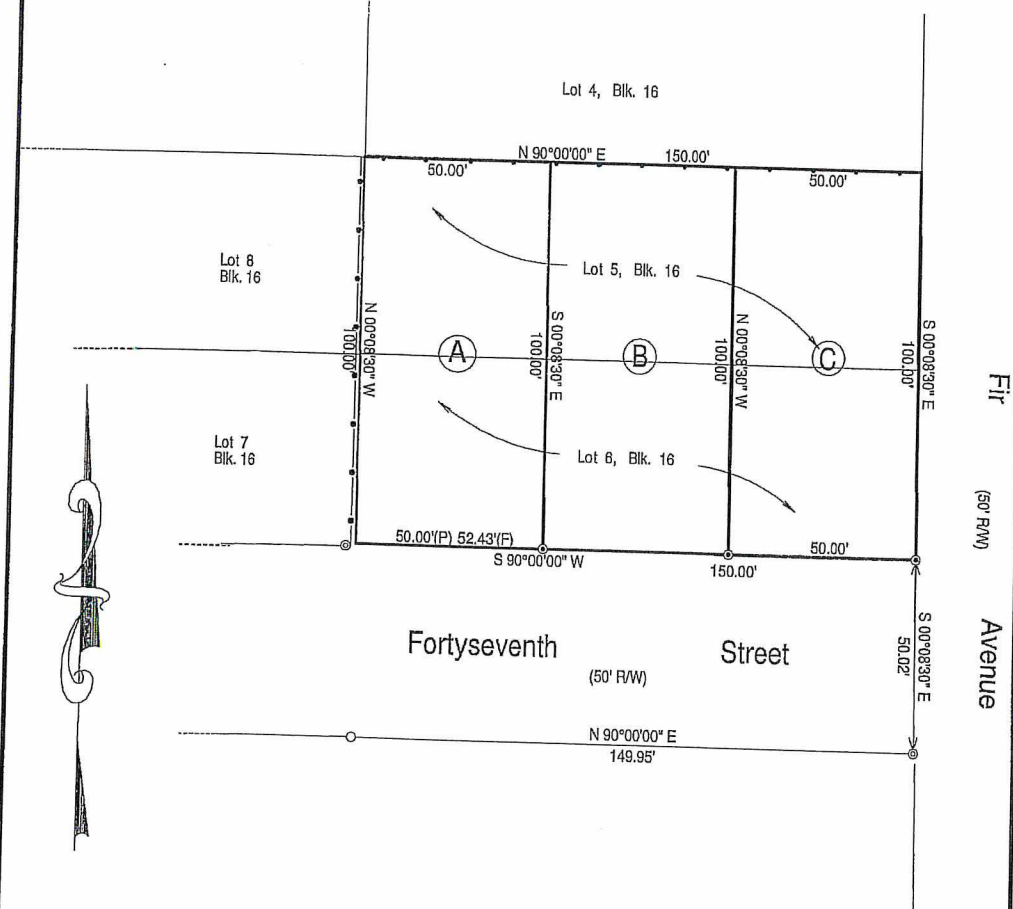 Lot 4, Blk. 16
N 90°00'00" E 150.00'
50.00' 50.00'
Lot 8
Blk. 16
Lot 5, Blk. 16
N 00°08'30" W
100.00'
A
S 00°08'30" E
100.00'
B
N 00°08'30" W
100.00'
C
S 00°08'30" E
100.00'
Fir (50' R/W) Avenue
Lot 7
Blk. 16
Lot 6, Blk. 16
50.00'(P) 52.43'(F)
50.00'
S 90°00'00" W 150.00'
Fortyseventh Street
(50' R/W)
S 00°08'30" E
50.02'
N 90°00'00" E
149.95'